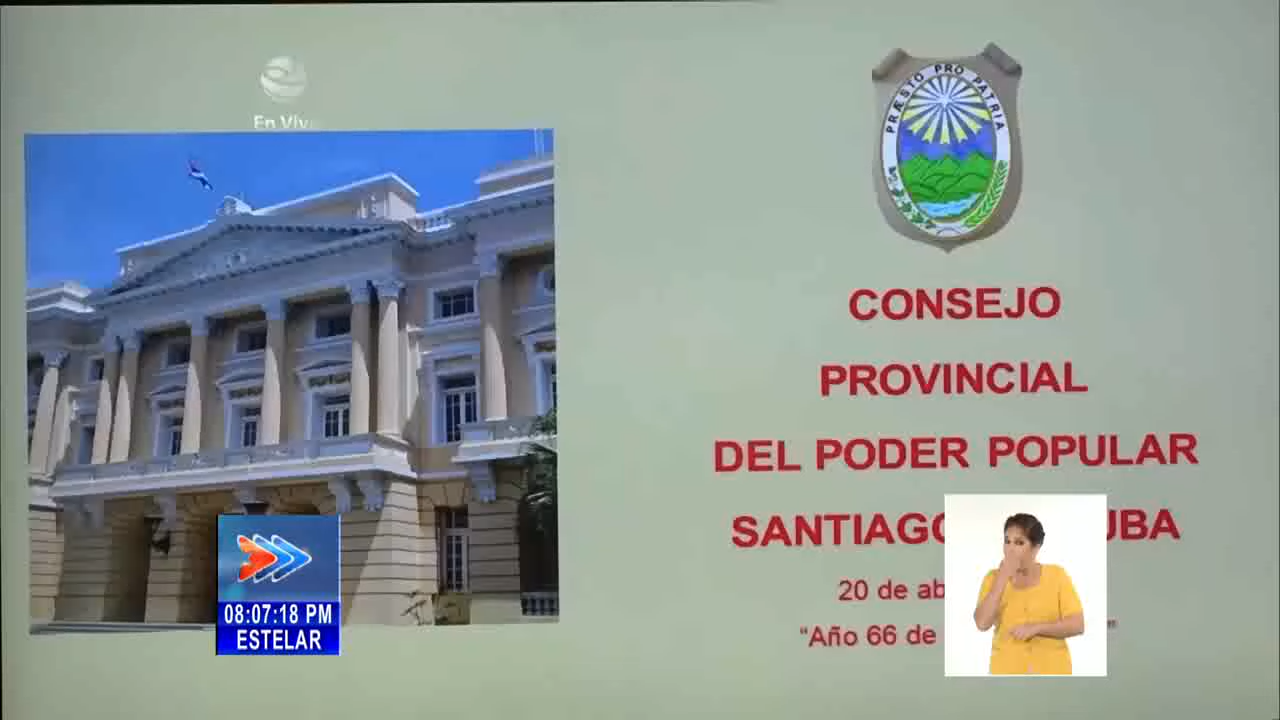 En Viv
PRÆSTO PRO PATRIA
CONSEJO
PROVINCIAL
DEL PODER POPULAR
SANTIAGO UBA
20 de ab
“Año 66 de ”
08:07:18 PM
ESTELAR